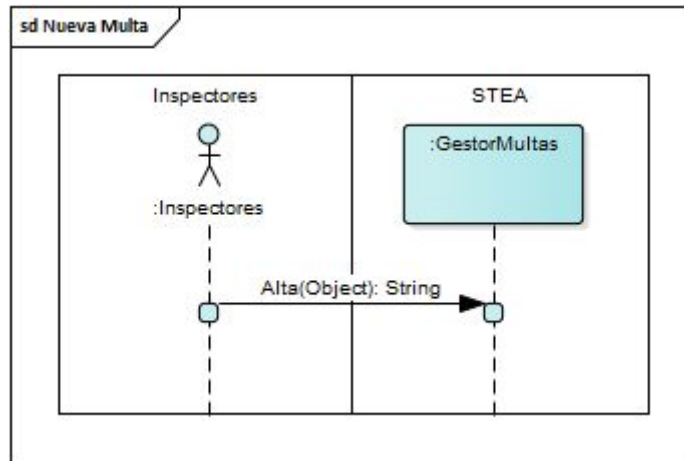 sd Nueva Multa
Inspectores
STEA
:GestorMultas
:Inspectores
Alta(Object): String